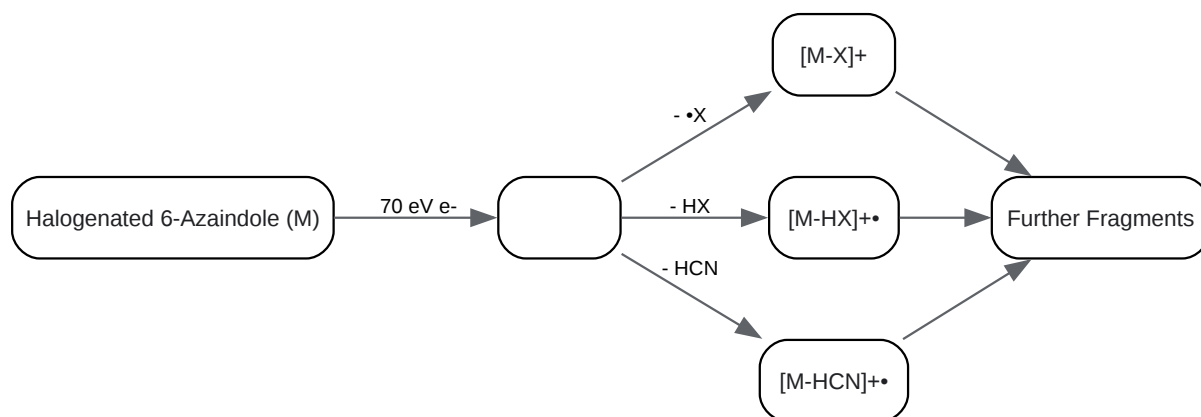 [M-X]+
- •X
Halogenated 6-Azaindole (M)
70 eV e-
- HX
[M-HX]+•
Further Fragments
- HCN
[M-HCN]+•